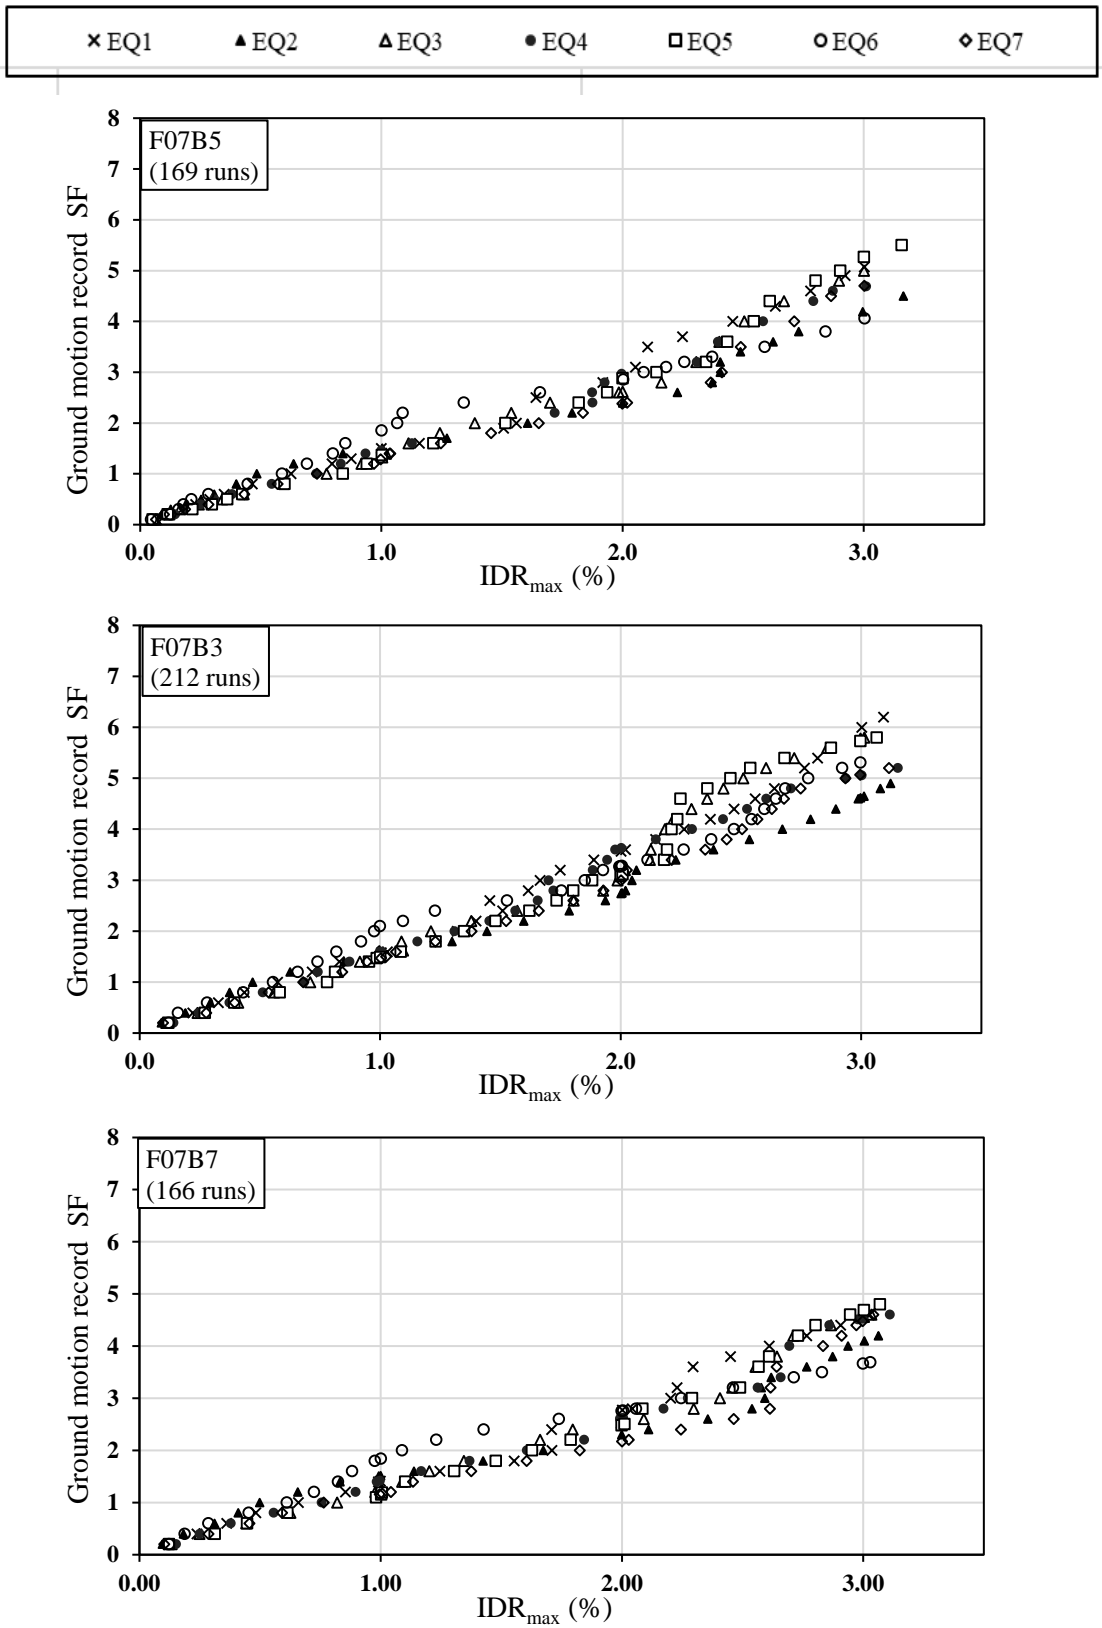 EQ1 EQ2 EQ3 EQ4 EQ5 EQ6 EQ7
F07B5
(169 runs)
Ground motion record SF
8
7
6
5
4
3
2
1
0
0.0 1.0 2.0 3.0
IDRmax (%)
F07B3
(212 runs)
Ground motion record SF
8
7
6
5
4
3
2
1
0
0.0 1.0 2.0 3.0
IDRmax (%)
F07B7
(166 runs)
Ground motion record SF
8
7
6
5
4
3
2
1
0
0.00 1.00 2.00 3.00
IDRmax (%)